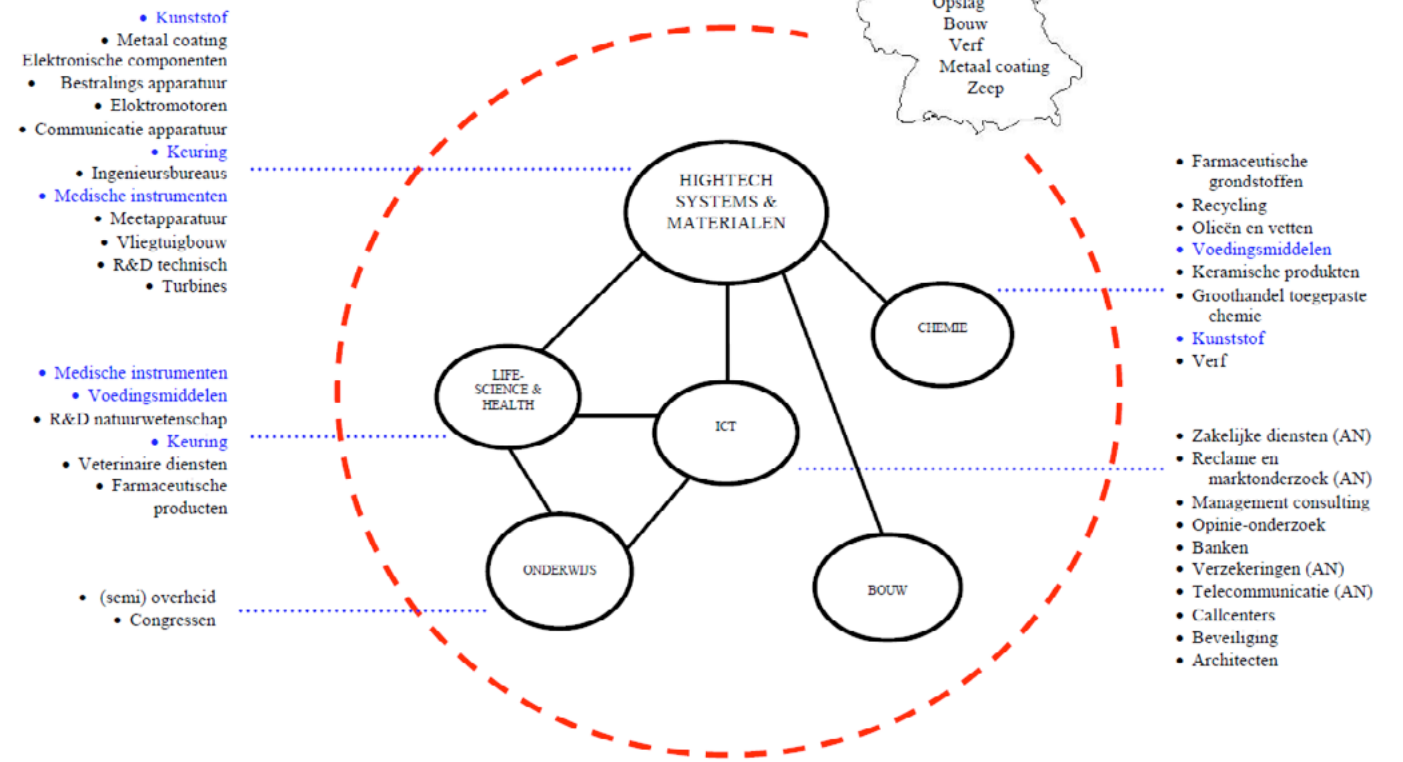 • Kunststof
• Metaal coating
Elektronische componenten
• Bestralings apparatuur
• Eloktromotoren
• Communicatie apparatuur
• Keuring
• Ingenieursbureaus
• Medische instrumenten
• Meetapparatuur
• Vliegtuigbouw
• R&D technisch
• Turbines
• Medische instrumenten
• Voedingsmiddelen
• R&D natuurwetenschap
• Keuring
• Veterinaire diensten
• Farmaceutische
producten
• (semi) overheid
• Congressen
Opslag
Bouw
Verf
Metaal coating
Zeep
HIGHTECH
SYSTEMS &
MATERIALEN
CHEMIE
LIFE-
SCIENCE &
HEALTH
ICT
ONDERWIJS
BOUW
• Farmaceutische
grondstoffen
• Recycling
• Olieën en vetten
• Voedingsmiddelen
• Keramische produkten
• Groothandel toegepaste
chemie
• Kunststof
• Verf
• Zakelijke diensten (AN)
• Reclame en
marktonderzoek (AN)
• Management consulting
• Opinie-onderzoek
• Banken
• Verzekeringen (AN)
• Telecommunicatie (AN)
• Callcenters
• Beveiliging
• Architecten